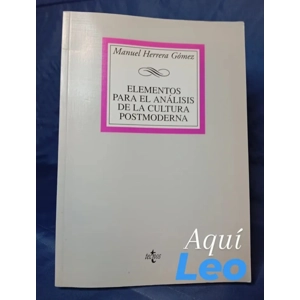 Manuel Herrera Gómez
ELEMENTOS
PARA EL ANÁLISIS
DE LA CULTURA
POSTMODERNA
tecnos
Aquí
Leo